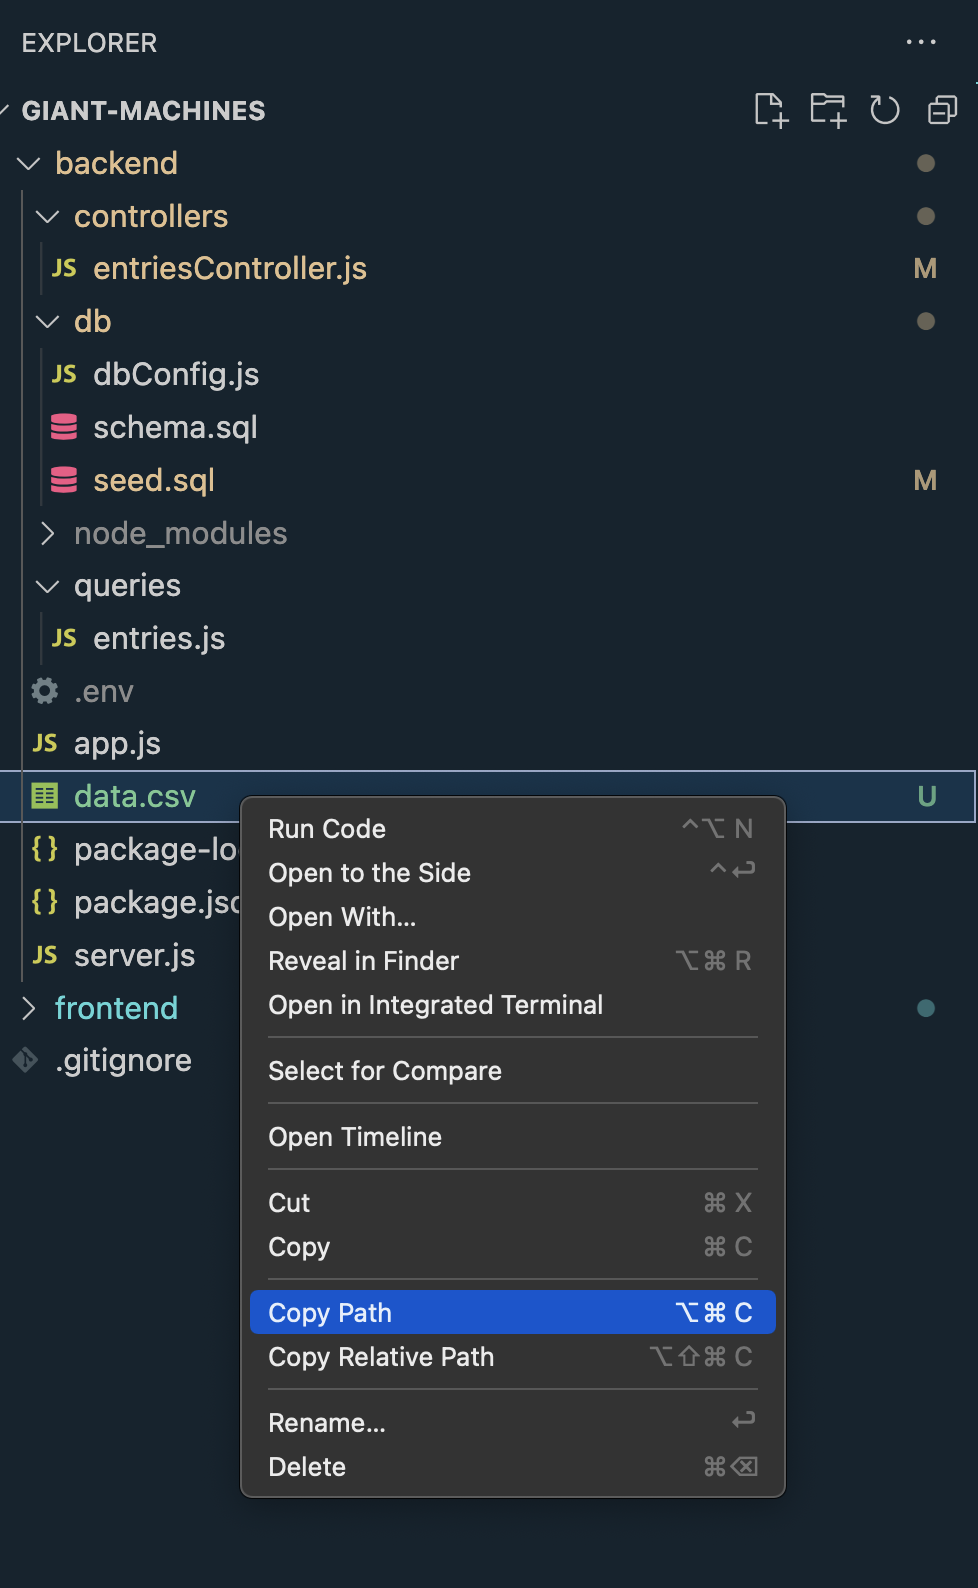 EXPLORER
GIANT-MACHINES
backend
controllers
JS entriesController.js M
db
JS dbConfig.js
schema.sql
seed.sql M
node_modules
queries
JS entries.js
.env
JS app.js
data.csv U
{ } package-lo
{ } package.js
JS server.js
frontend
.gitignore
Run Code ⌃⌥ N
Open to the Side ⌃↩
Open With...
Reveal in Finder ⌥⌘ R
Open in Integrated Terminal
Select for Compare
Open Timeline
Cut ⌘ X
Copy ⌘ C
Copy Path ⌥⌘ C
Copy Relative Path ⌥⇧⌘ C
Rename... ↩
Delete ⌘⌫